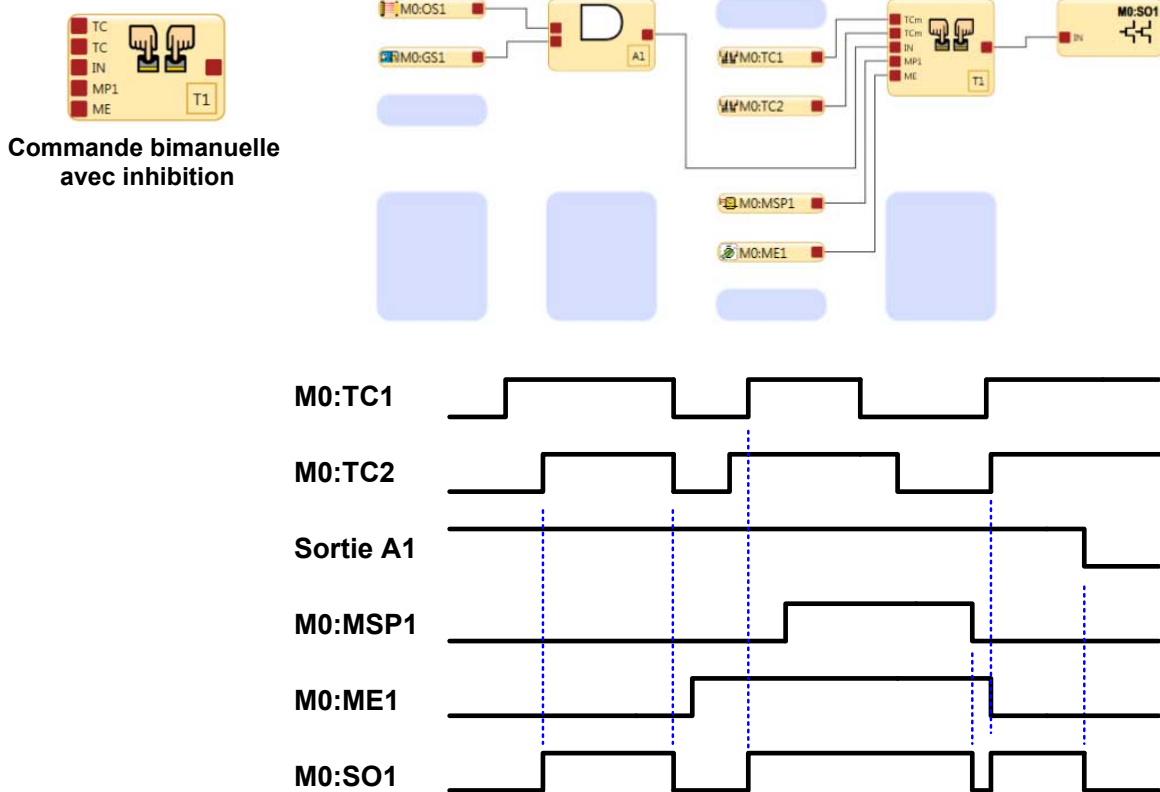 TC
TC
IN
MP1
ME
T1
Commande bimanuelle
avec inhibition
M0:OS1
M0:GS1
A1
M0:TC1
M0:TC2
M0:MSP1
M0:ME1
TCm
TCm
IN
MP1
ME
T1
M0:SO1
IN
M0:TC1
M0:TC2
Sortie A1
M0:MSP1
M0:ME1
M0:SO1